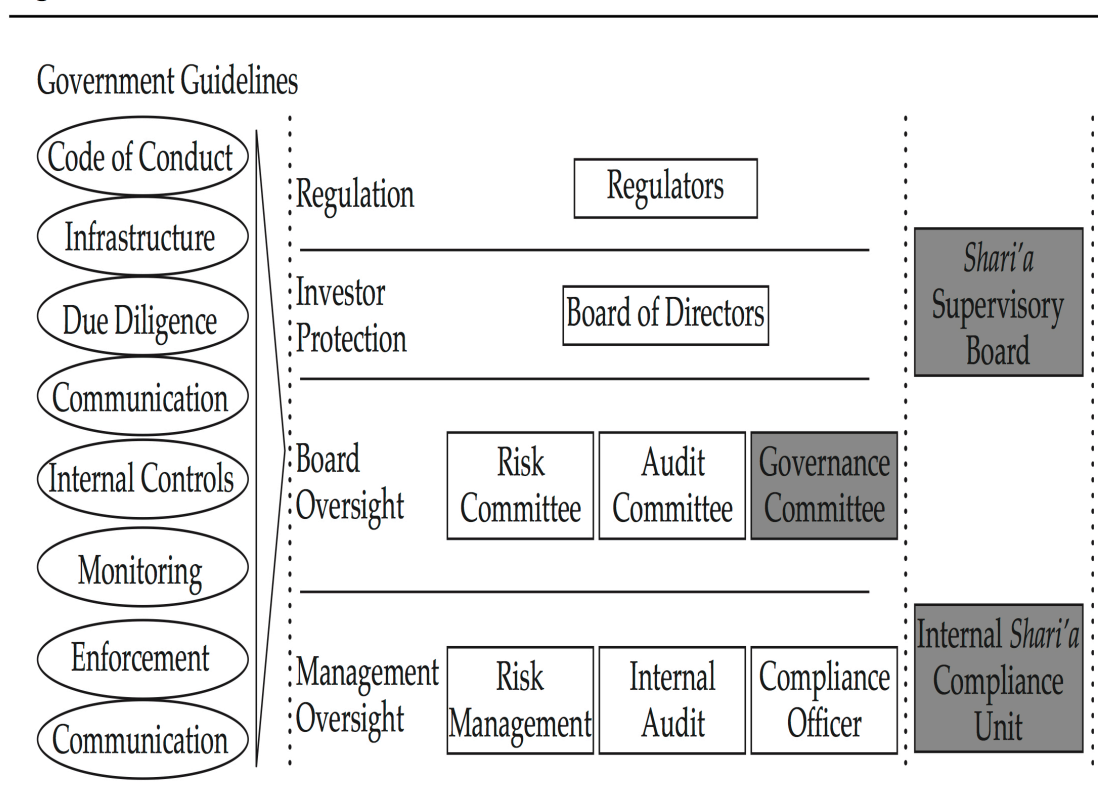 Government Guidelines
Code of Conduct
Infrastructure
Due Diligence
Communication
Internal Controls
Monitoring
Enforcement
Communication
Regulation
Regulators
Investor
Protection
Board of Directors
Board
Oversight
Risk
Committee
Audit
Committee
Governance
Committee
Management
Oversight
Risk
Management
Internal
Audit
Compliance
Officer
Shari'a
Supervisory
Board
Internal Shari'a
Compliance
Unit